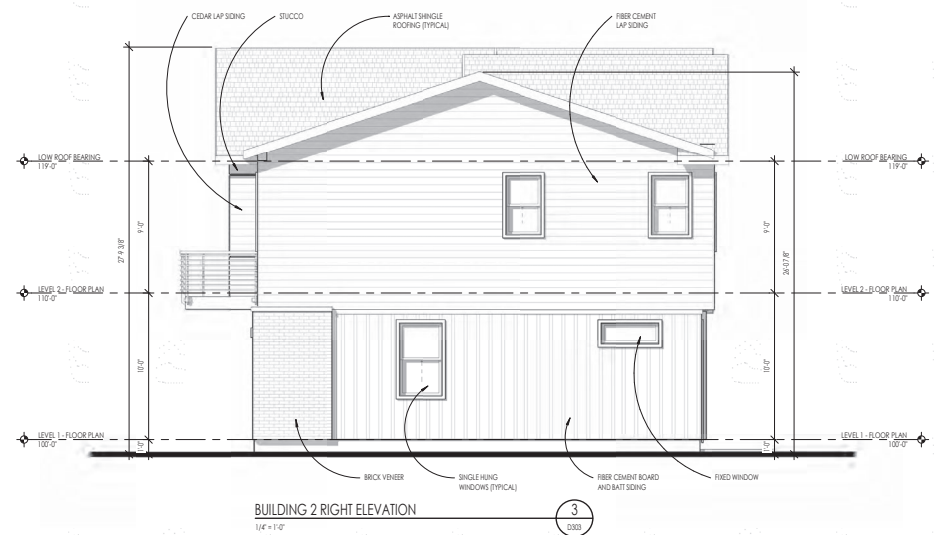 CEDAR LAP SIDING
STUCCO
ASPHALT SHINGLE
ROOFING (TYPICAL)
FIBER CEMENT
LAP SIDING
LOW ROOF BEARING
119'-0"
LOW ROOF BEARING
119'-0"
9'-0"
27'-9 3/8"
9'-0"
26'-0 7/8"
LEVEL 2 - FLOOR PLAN
110'-0"
LEVEL 2 - FLOOR PLAN
110'-0"
10'-0"
10'-0"
LEVEL 1 - FLOOR PLAN
100'-0"
LEVEL 1 - FLOOR PLAN
100'-0"
1'-0"
1'-0"
BRICK VENEER
SINGLE HUNG
WINDOWS (TYPICAL)
FIBER CEMENT BOARD
AND BATT SIDING
FIXED WINDOW
BUILDING 2 RIGHT ELEVATION
1/4" = 1'-0"
3
D303